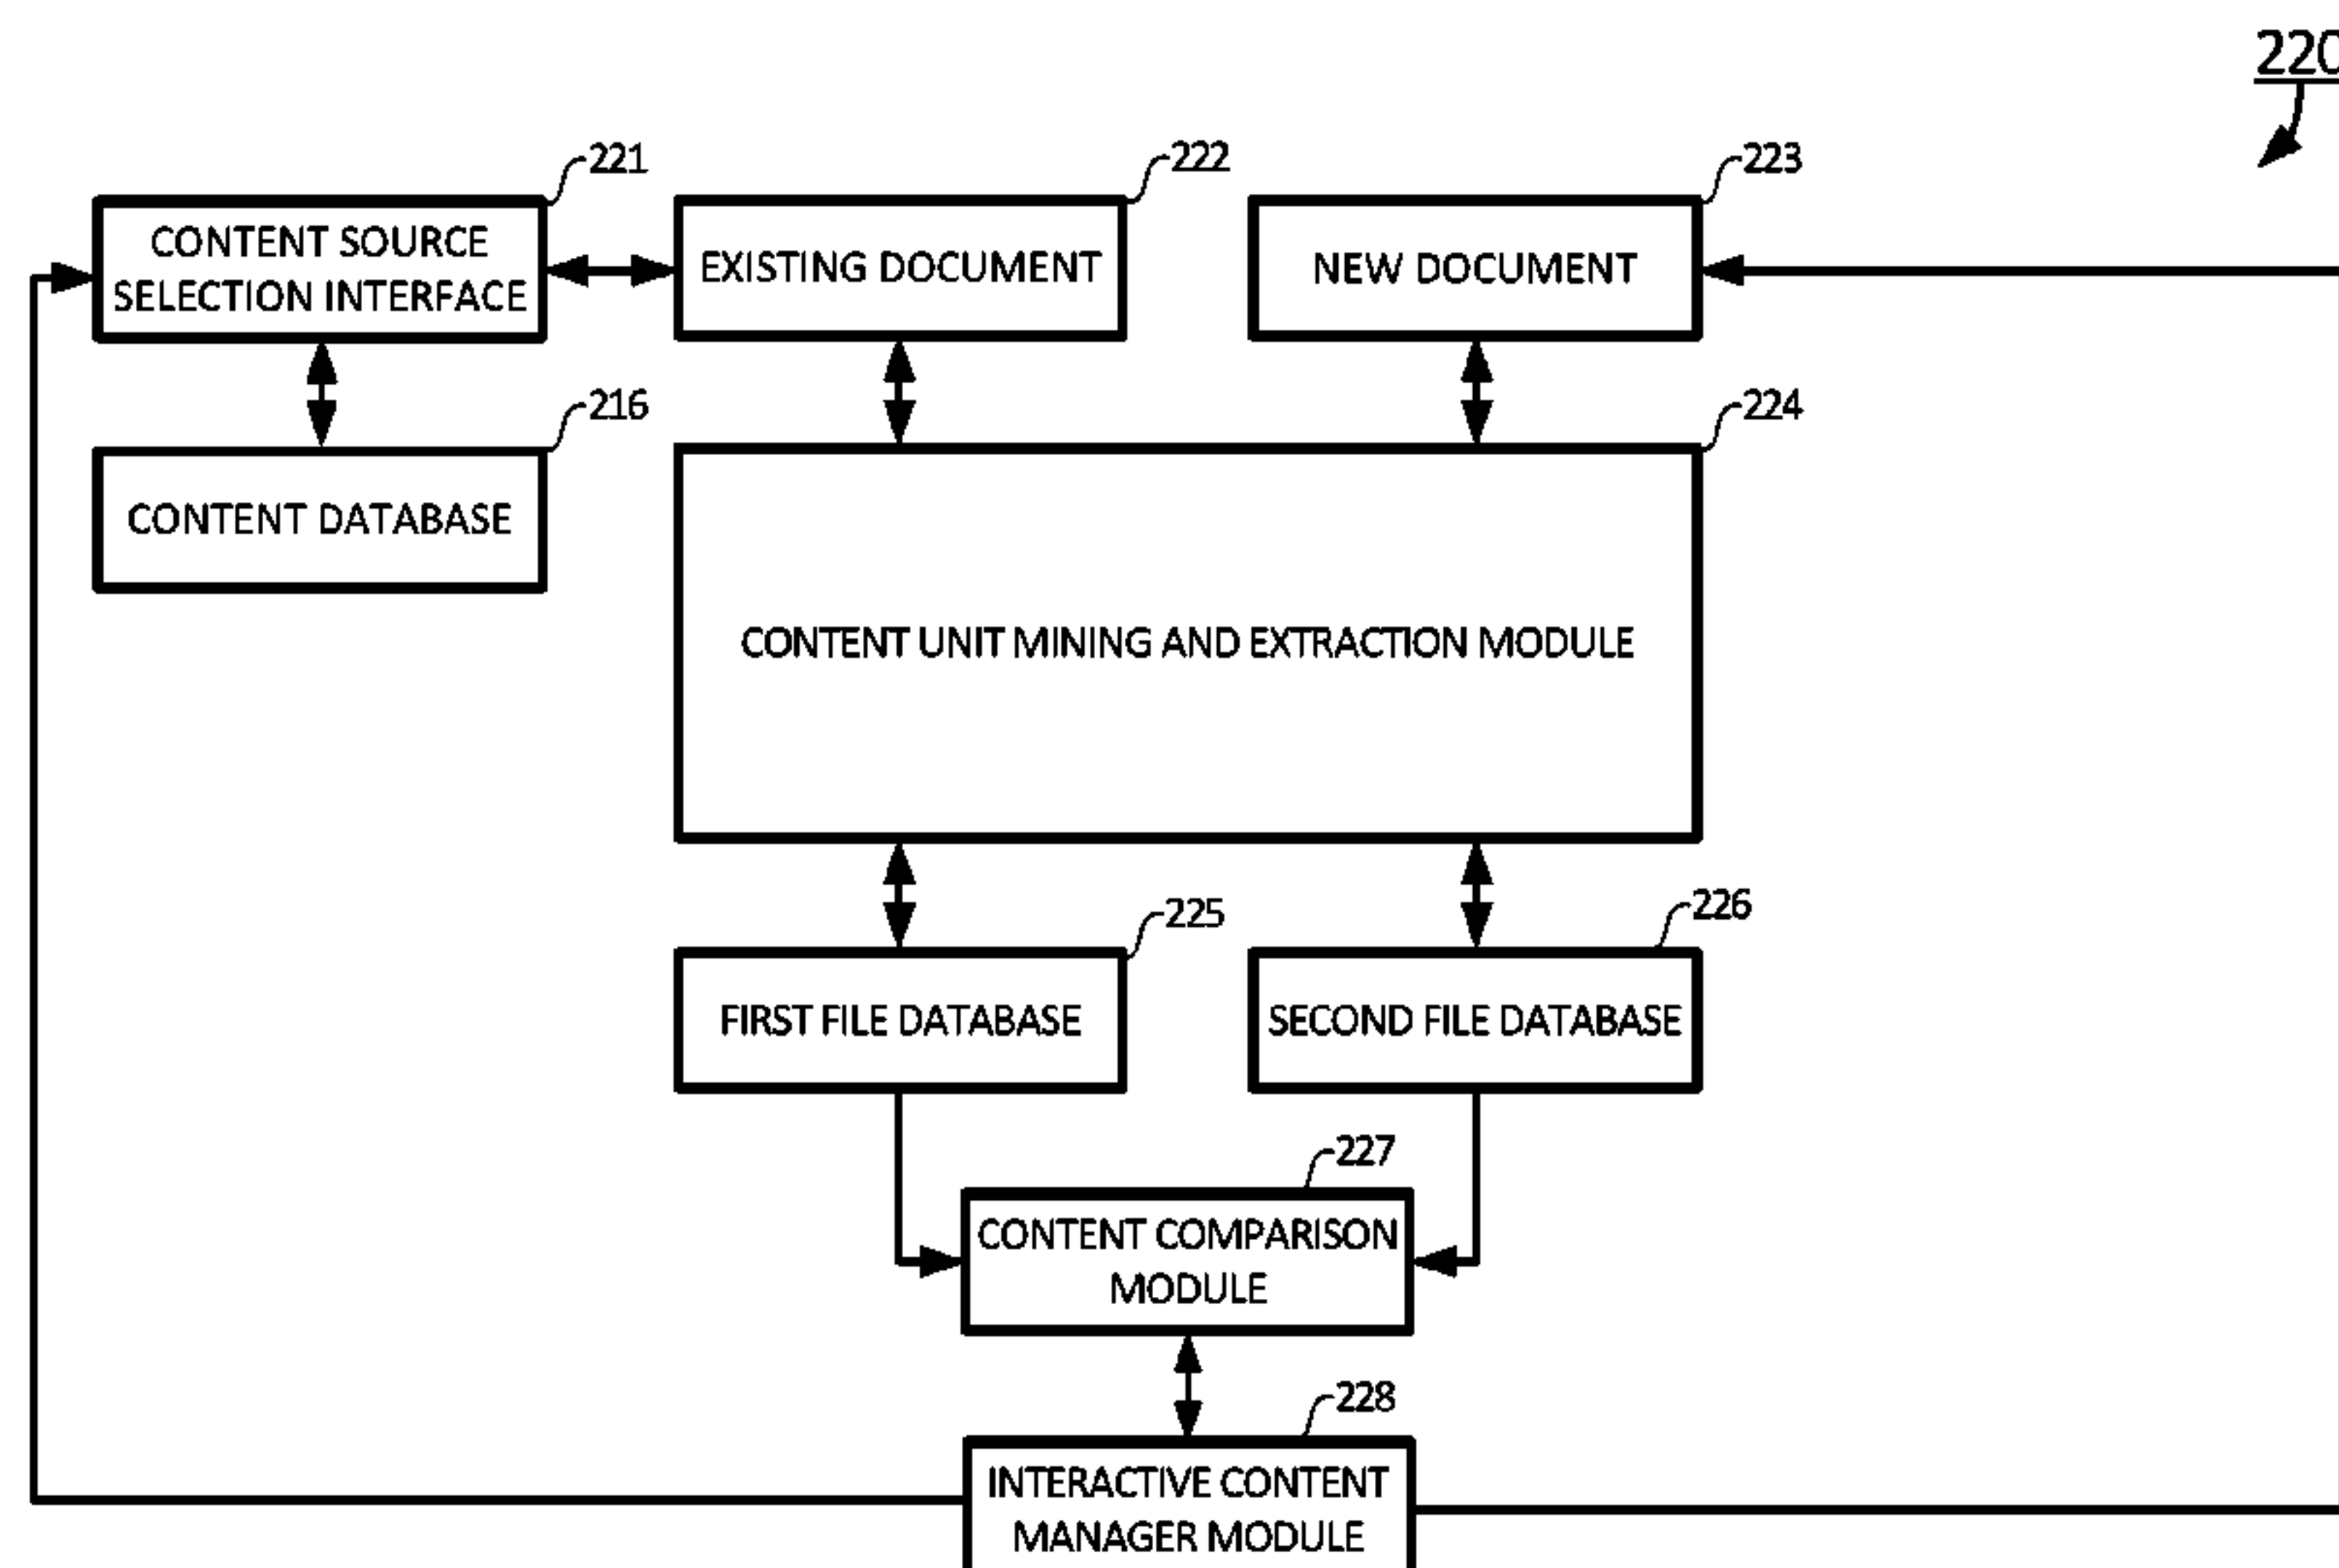 220
221
222
223
CONTENT SOURCE
SELECTION INTERFACE
EXISTING DOCUMENT
NEW DOCUMENT
216
224
CONTENT DATABASE
CONTENT UNIT MINING AND EXTRACTION MODULE
225
226
FIRST FILE DATABASE
SECOND FILE DATABASE
227
CONTENT COMPARISON
MODULE
228
INTERACTIVE CONTENT
MANAGER MODULE